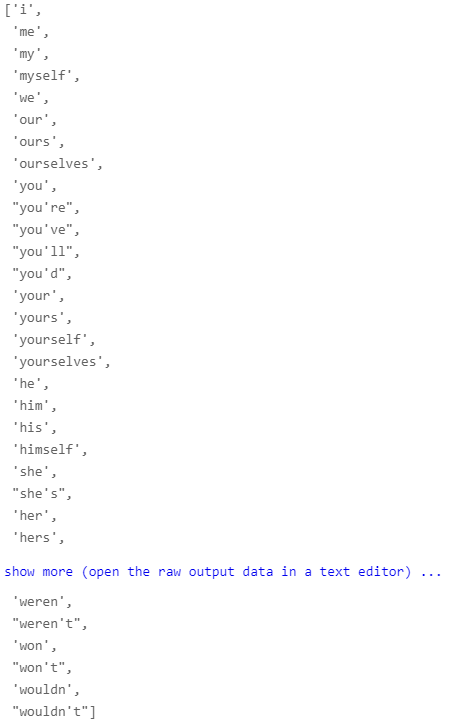 ['i',
'me',
'my',
'myself',
'we',
'our',
'ours',
'ourselves',
'you',
"you're",
"you've",
"you'll",
"you'd",
'your',
'yours',
'yourself',
'yourselves',
'he',
'him',
'his',
'himself',
'she',
"she's",
'her',
'hers',
show more (open the raw output data in a text editor) ...
'weren',
"weren't",
'won',
"won't",
'wouldn',
"wouldn't"]